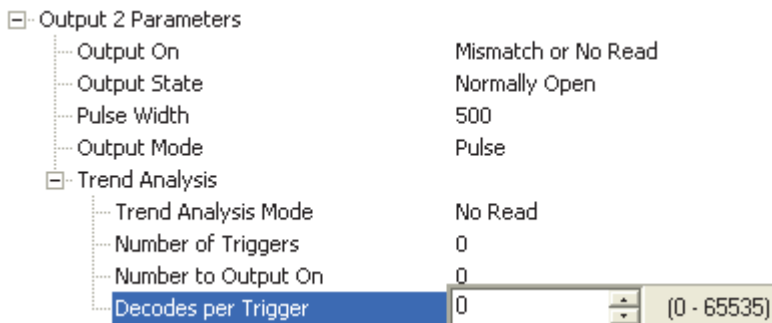 Output 2 Parameters
Output On Mismatch or No Read
Output State Normally Open
Pulse Width 500
Output Mode Pulse
Trend Analysis
Trend Analysis Mode No Read
Number of Triggers 0
Number to Output On 0
Decodes per Trigger 0 (0 - 65535)